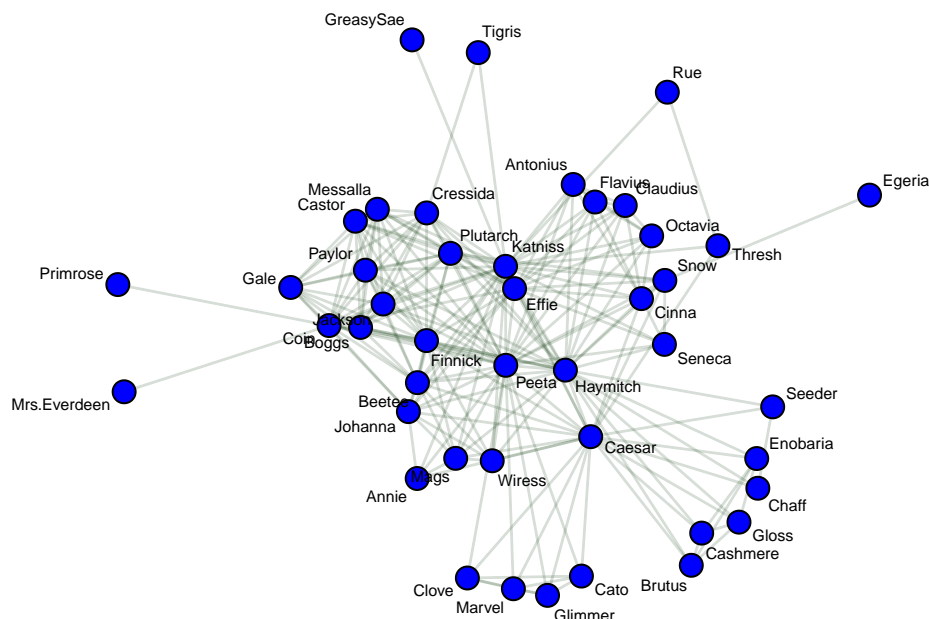 GreasySae
Tigris
Rue
Antonius
Egeria
Flavius
Claudius
Messalla
Cressida
Castor
Octavia
Plutarch
Katniss
Thresh
Paylor
Snow
Primrose
Gale
Effie
Cinna
Jackson
Coin
Boggs
Finnick
Seneca
Peeta
Haymitch
Mrs.Everdeen
Beetee
Seeder
Johanna
Enobaria
Caesar
Mags
Wiress
Annie
Chaff
Gloss
Cashmere
Brutus
Clove
Cato
Marvel
Glimmer